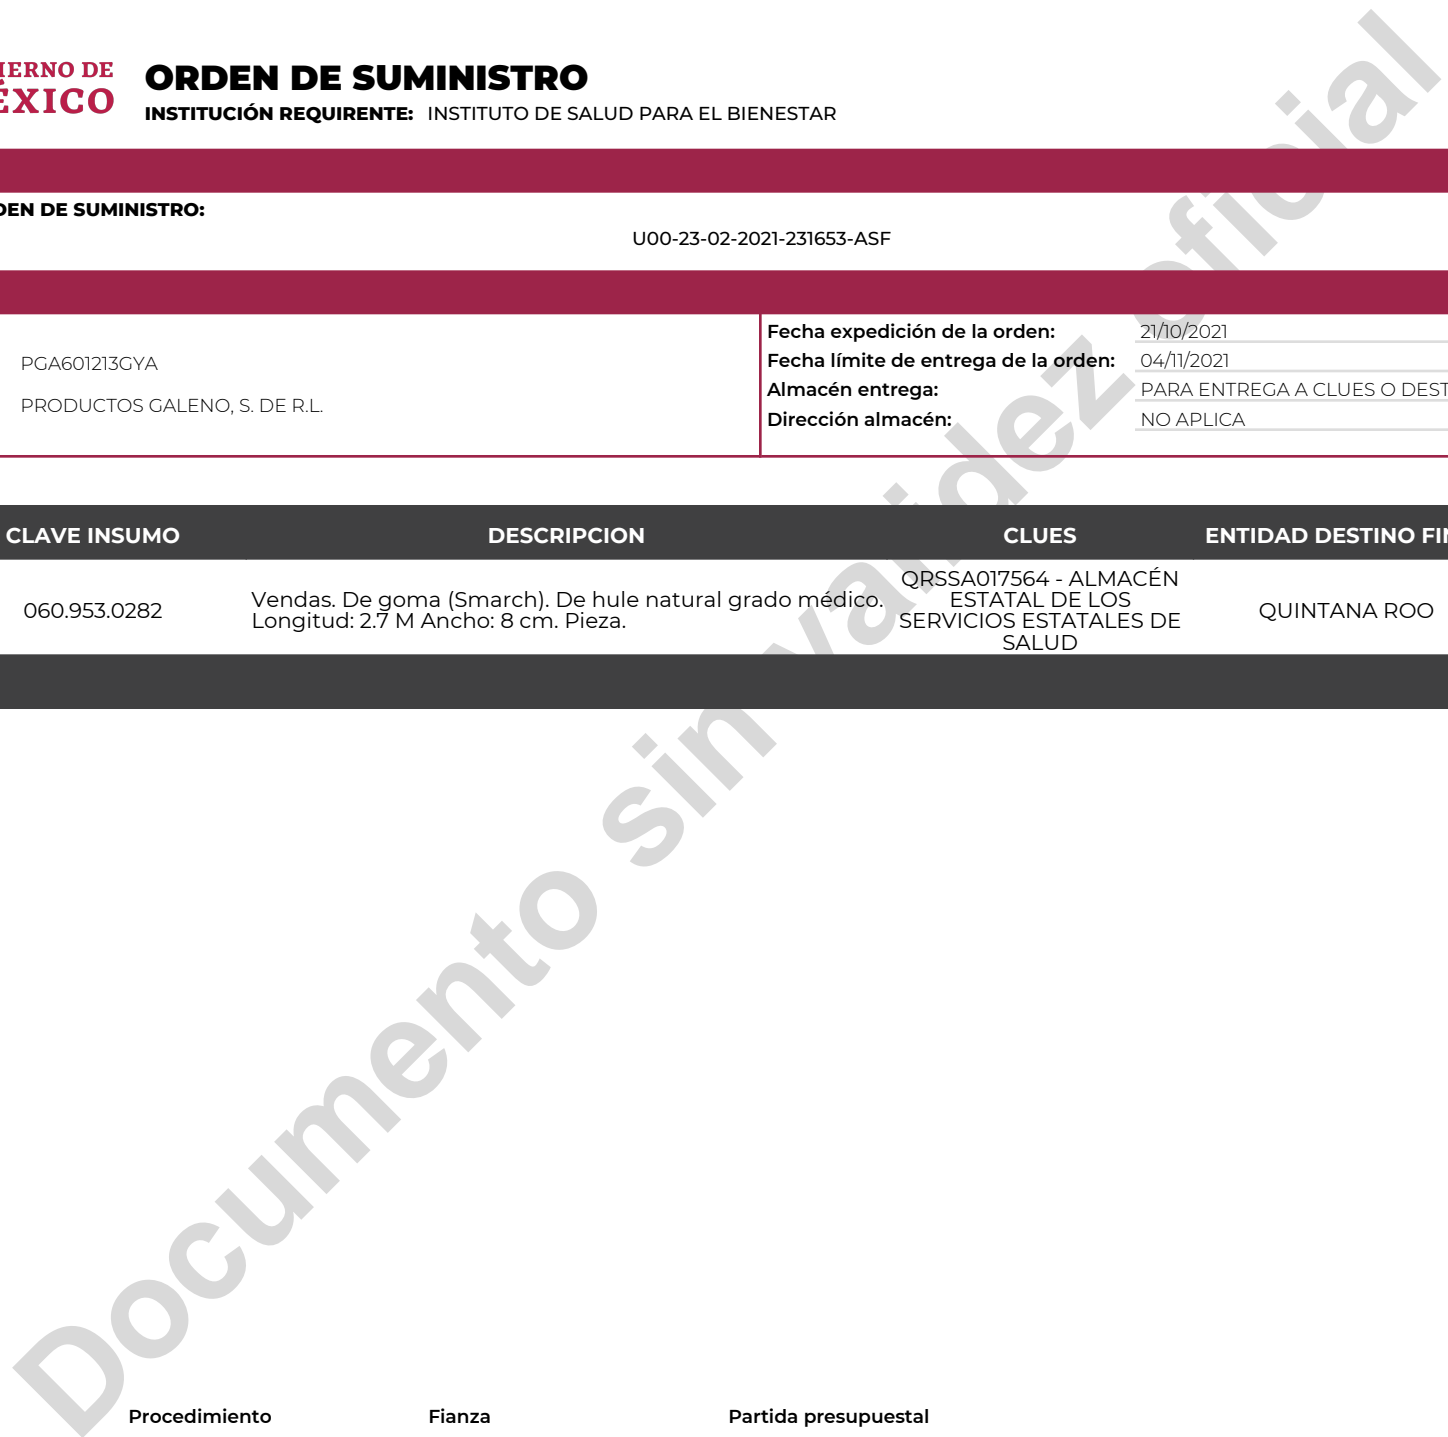 IERNO DE
ÉXICO
ORDEN DE SUMINISTRO
INSTITUCIÓN REQUIRENTE: INSTITUTO DE SALUD PARA EL BIENESTAR
DEN DE SUMINISTRO:
U00-23-02-2021-231653-ASF
PGA601213GYA
PRODUCTOS GALENO, S. DE R.L.
Fecha expedición de la orden: 21/10/2021
Fecha límite de entrega de la orden: 04/11/2021
Almacén entrega: PARA ENTREGA A CLUES O DEST
Dirección almacén: NO APLICA
CLAVE INSUMO DESCRIPCION CLUES ENTIDAD DESTINO FIN
060.953.0282
Vendas. De goma (Smarch). De hule natural grado médico.
Longitud: 2.7 M Ancho: 8 cm. Pieza.
QRSSA017564 - ALMACÉN
ESTATAL DE LOS
SERVICIOS ESTATALES DE
SALUD
QUINTANA ROO
Documento sin validez oficial
Procedimiento Fianza Partida presupuestal